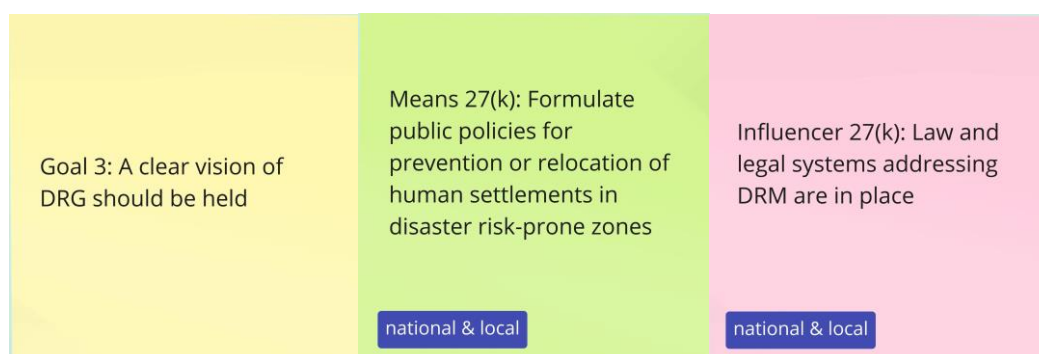 Goal 3: A clear vision of
DRG should be held
Means 27(k): Formulate
public policies for
prevention or relocation of
human settlements in
disaster risk-prone zones
national & local
Influencer 27(k): Law and
legal systems addressing
DRM are in place
national & local